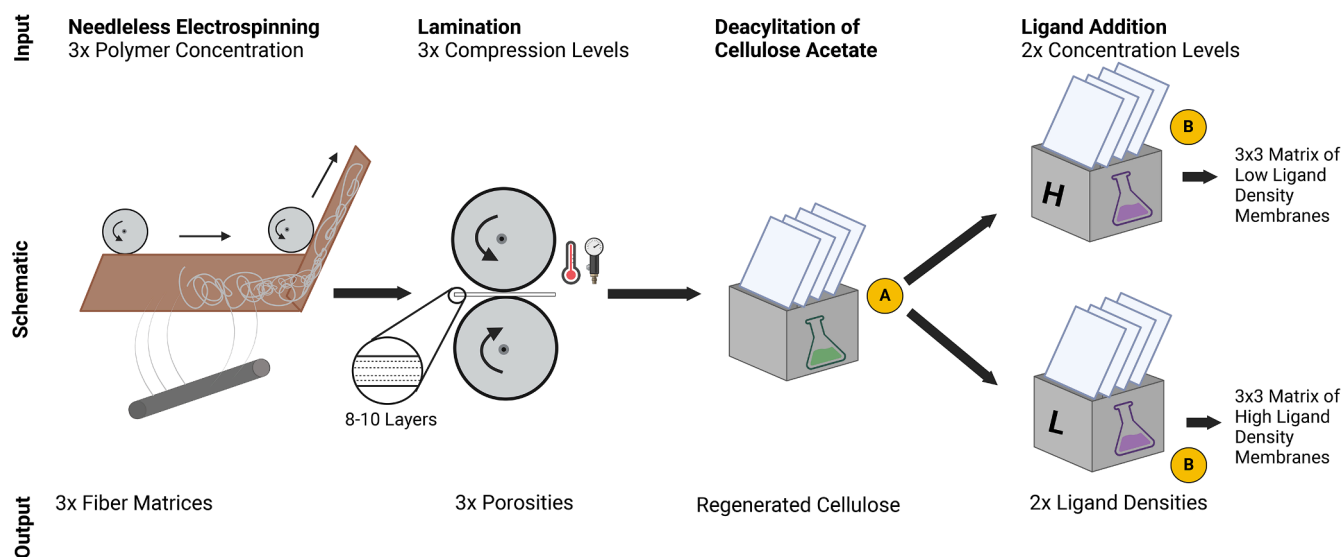 Input
Needleless Electrospinning
3x Polymer Concentration
Lamination
3x Compression Levels
Deacylitation of
Cellulose Acetate
Ligand Addition
2x Concentration Levels
Schematic
8-10 Layers
A
H
B
3x3 Matrix of
Low Ligand
Density
Membranes
L
B
3x3 Matrix of
High Ligand
Density
Membranes
Output
3x Fiber Matrices
3x Porosities
Regenerated Cellulose
2x Ligand Densities